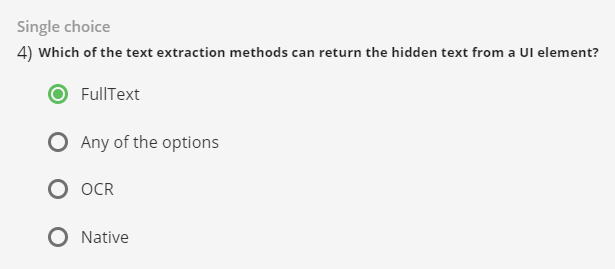 Single choice
4) Which of the text extraction methods can return the hidden text from a UI element?
FullText
Any of the options
OCR
Native